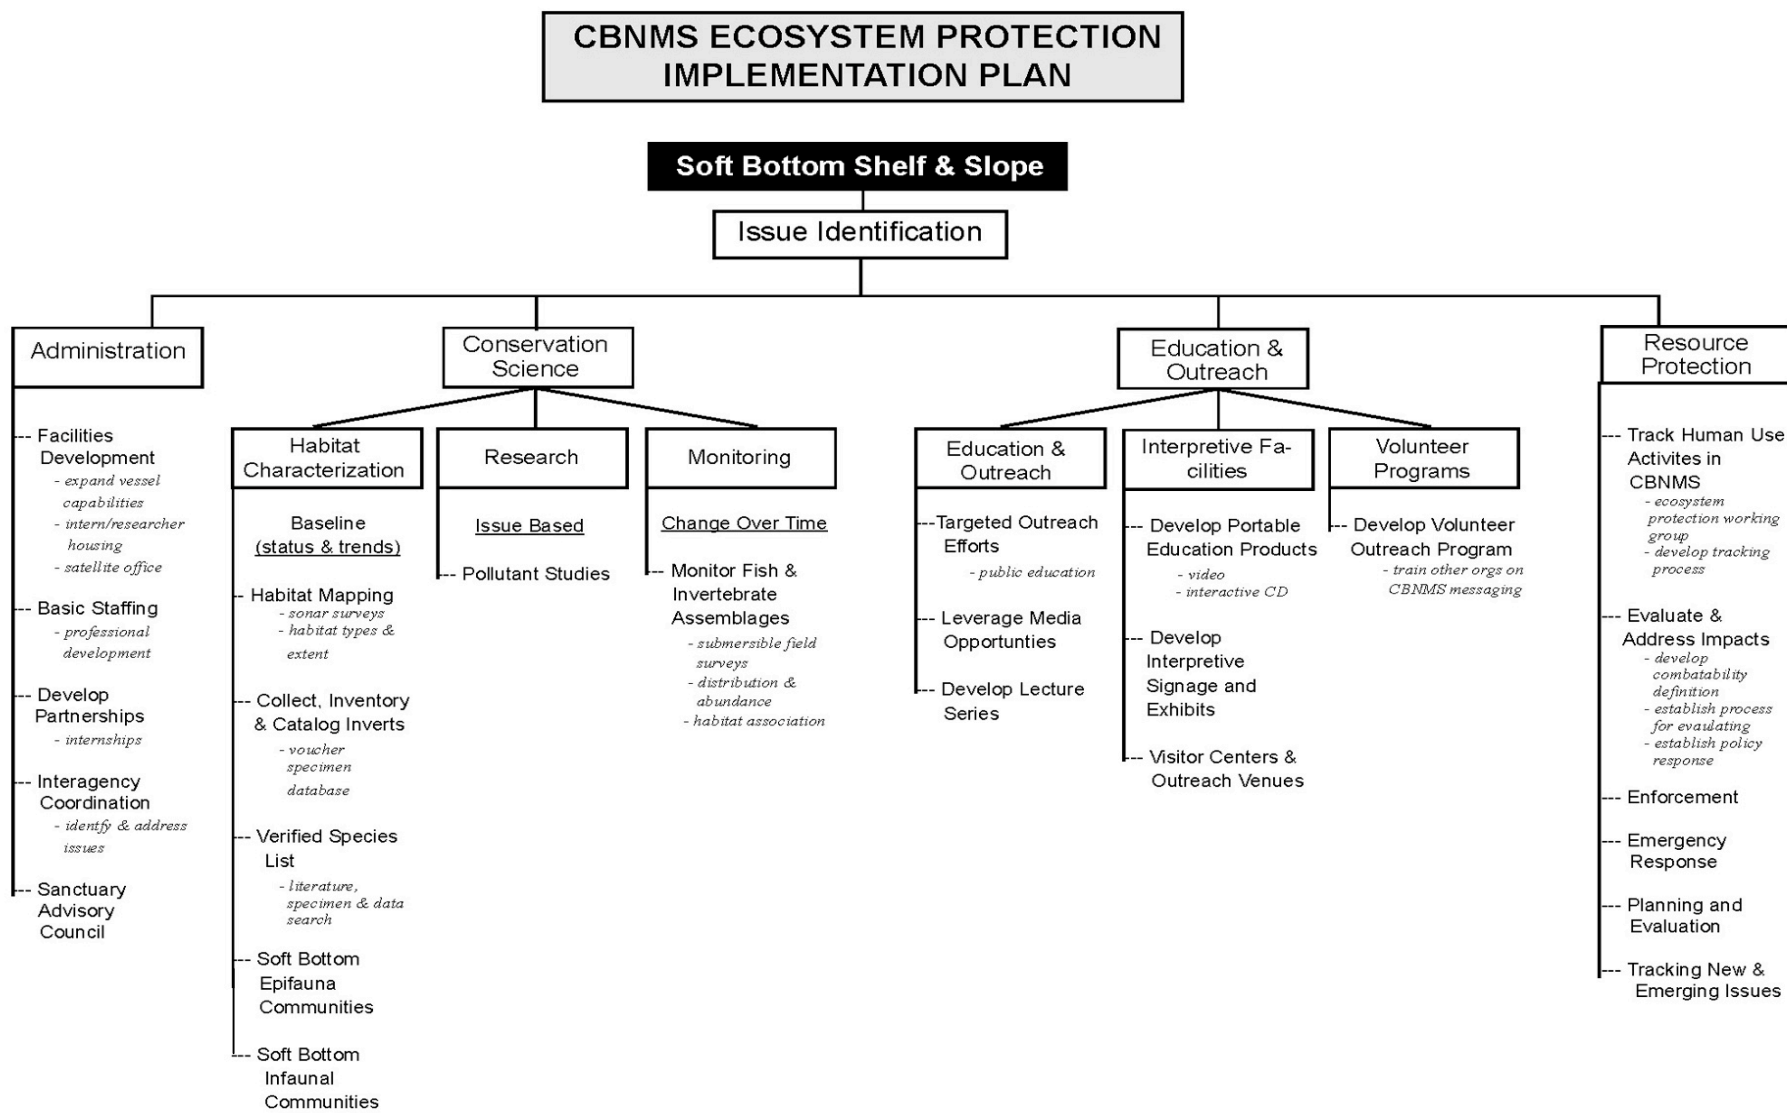 CBNMS ECOSYSTEM PROTECTION
IMPLEMENTATION PLAN
Soft Bottom Shelf & Slope
Issue Identification
Administration
--- Facilities
Development
- expand vessel
capabilities
- intern/researcher
housing
- satellite office
--- Basic Staffing
- professional
development
--- Develop
Partnerships
- internships
--- Interagency
Coordination
- identfy & address
issues
--- Sanctuary
Advisory
Council
Conservation
Science
Habitat
Characterization
Baseline
(status & trends)
--- Habitat Mapping
- sonar surveys
- habitat types &
extent
--- Collect, Inventory
& Catalog Inverts
- voucher
specimen
database
--- Verified Species
List
- literature,
specimen & data
search
--- Soft Bottom
Epifauna
Communities
--- Soft Bottom
Infaunal
Communities
Research
Issue Based
--- Pollutant Studies
Monitoring
Change Over Time
--- Monitor Fish &
Invertebrate
Assemblages
- submersible field
surveys
- distribution &
abundance
- habitat association
Education &
Outreach
Education &
Outreach
---Targeted Outreach
Efforts
- public education
--- Leverage Media
Opportunties
--- Develop Lecture
Series
Interpretive Fa-
cilities
--- Develop Portable
Education Products
- video
- interactive CD
--- Develop
Interpretive
Signage and
Exhibits
--- Visitor Centers &
Outreach Venues
Volunteer
Programs
--- Develop Volunteer
Outreach Program
- train other orgs on
CBNMS messaging
Resource
Protection
--- Track Human Use
Activites in
CBNMS
- ecosystem
protection working
group
- develop tracking
process
--- Evaluate &
Address Impacts
- develop
combatability
definition
- establish process
for evaulating
- establish policy
response
--- Enforcement
--- Emergency
Response
--- Planning and
Evaluation
--- Tracking New &
Emerging Issues